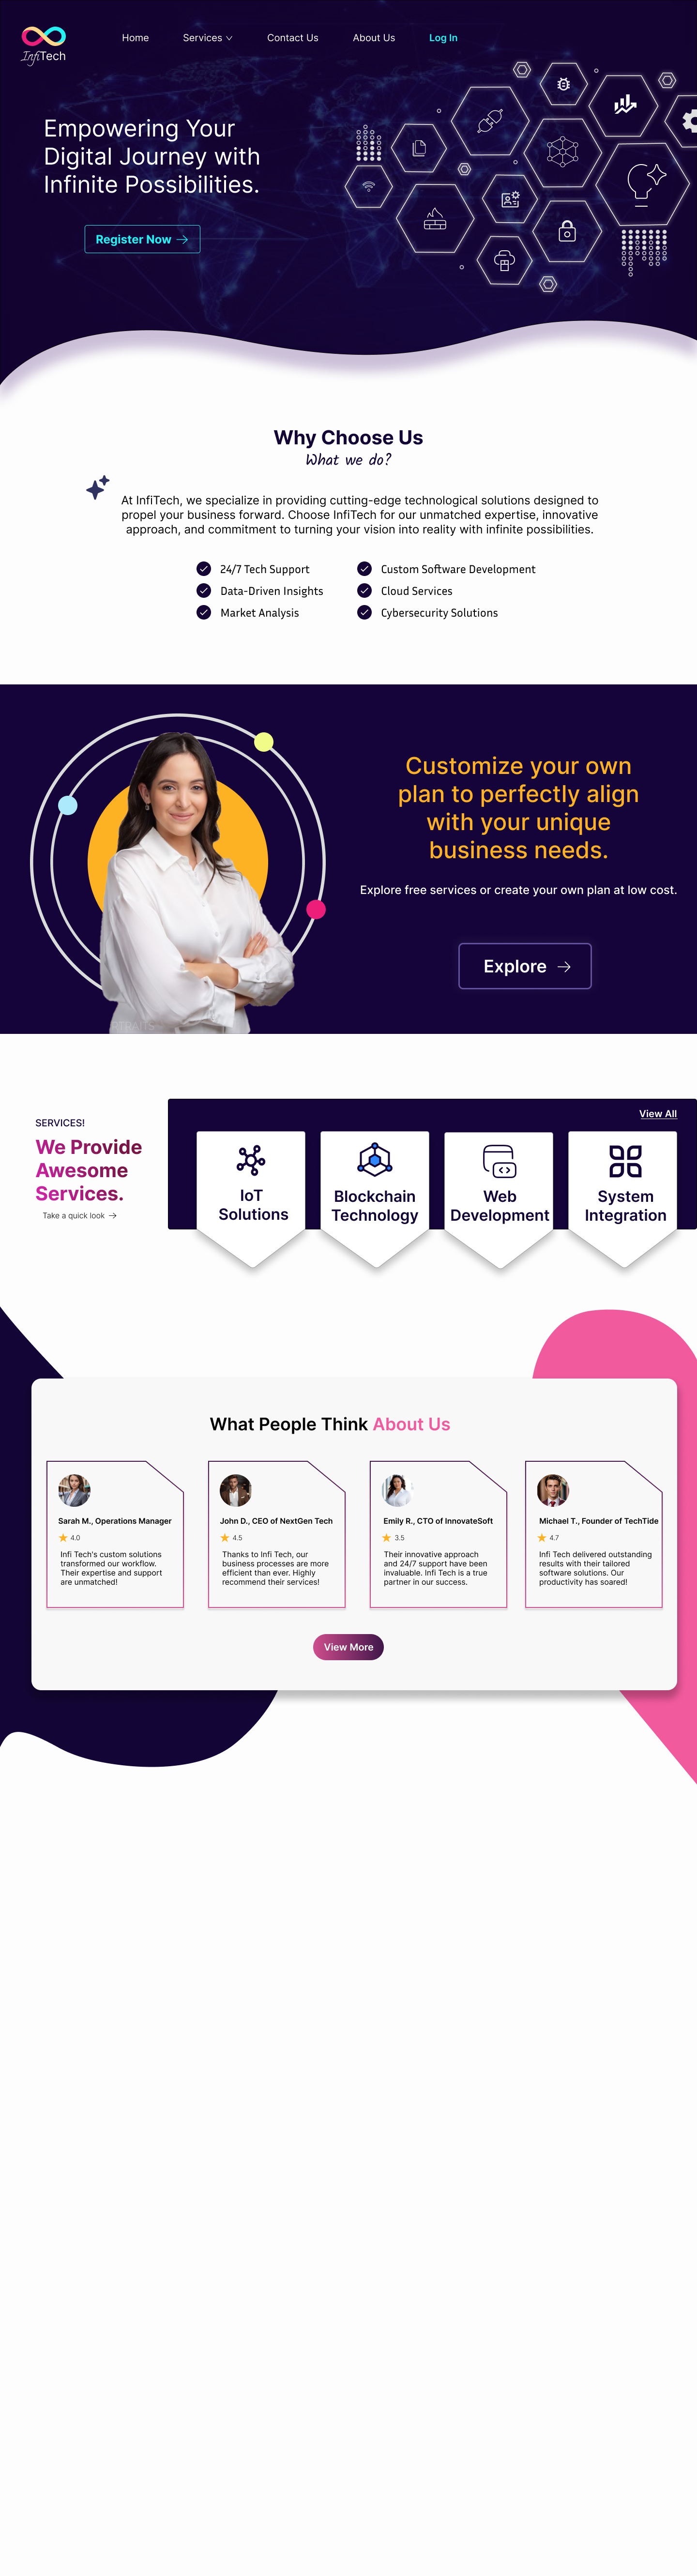 InfiTech
Home
Services
Contact Us
About Us
Log In
Empowering Your
Digital Journey with
Infinite Possibilities.
Register Now
Why Choose Us
What we do?
At InfiTech, we specialize in providing cutting-edge technological solutions designed to
propel your business forward. Choose InfiTech for our unmatched expertise, innovative
approach, and commitment to turning your vision into reality with infinite possibilities.
24/7 Tech Support
Custom Software Development
Data-Driven Insights
Cloud Services
Market Analysis
Cybersecurity Solutions
Customize your own
plan to perfectly align
with your unique
business needs.
Explore free services or create your own plan at low cost.
Explore
SERVICES!
We Provide
Awesome
Services.
Take a quick look
View All
IoT
Solutions
Blockchain
Technology
Web
Development
System
Integration
What People Think About Us
Sarah M., Operations Manager
4.0
Infi Tech's custom solutions
transformed our workflow.
Their expertise and support
are unmatched!
John D., CEO of NextGen Tech
4.5
Thanks to Infi Tech, our
business processes are more
efficient than ever. Highly
recommend their services!
Emily R., CTO of InnovateSoft
3.5
Their innovative approach
and 24/7 support have been
invaluable. Infi Tech is a true
partner in our success.
Michael T., Founder of TechTide
4.7
Infi Tech delivered outstanding
results with their tailored
software solutions. Our
productivity has soared!
View More